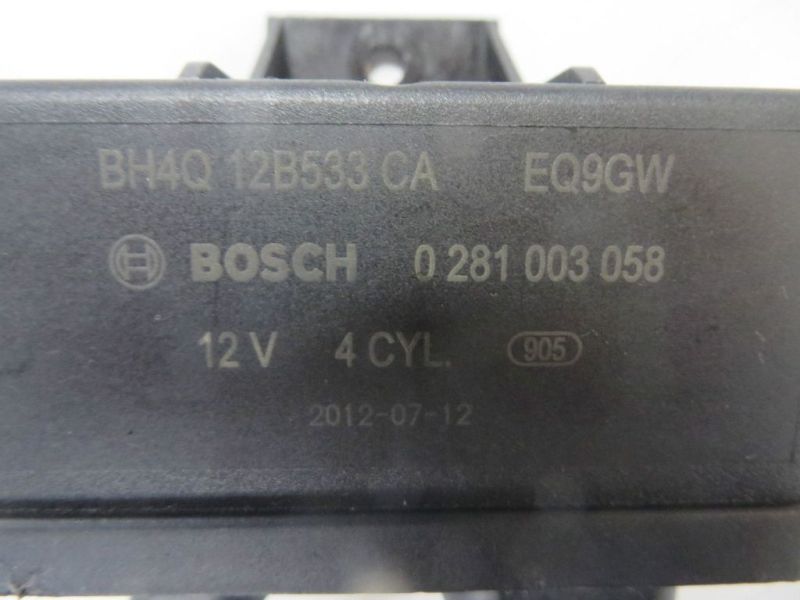 BH4Q 12B533 CA EQ9GW
BOSCH 0 281 003 058
12 V 4 CYL. 905
2012-07-12